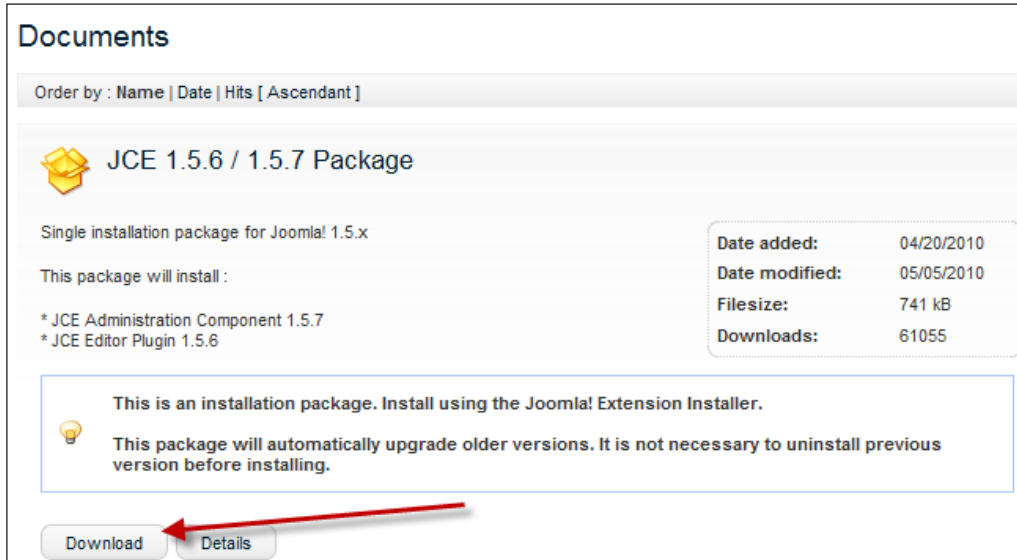 Documents
Order by : Name | Date | Hits [ Ascendant ]
JCE 1.5.6 / 1.5.7 Package
Single installation package for Joomla! 1.5.x
This package will install :
* JCE Administration Component 1.5.7
* JCE Editor Plugin 1.5.6
Date added: 04/20/2010
Date modified: 05/05/2010
Filesize: 741 kB
Downloads: 61055
This is an installation package. Install using the Joomla! Extension Installer.
This package will automatically upgrade older versions. It is not necessary to uninstall previous
version before installing.
Download Details